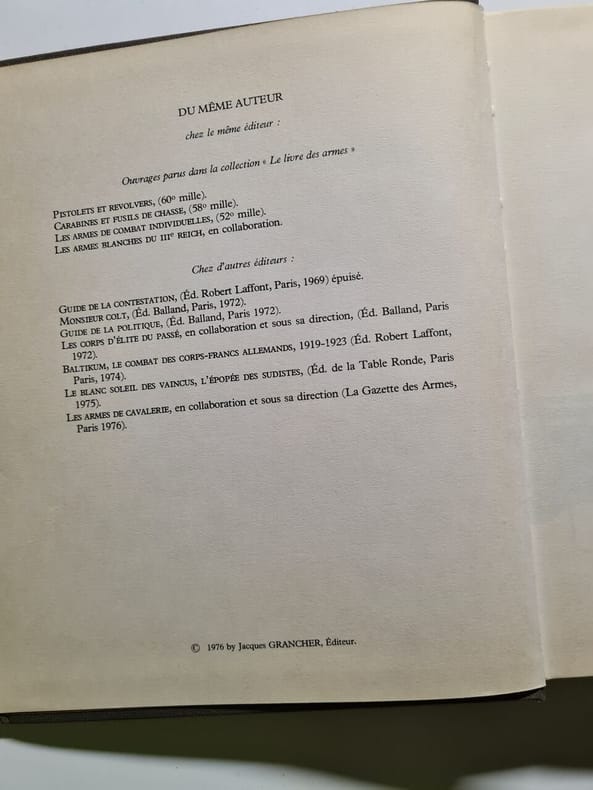 DU MÊME AUTEUR
chez le même éditeur :
Ouvrages parus dans la collection « Le livre des armes »
PISTOLETS ET REVOLVERS, (60º mille).
CARABINES ET FUSILS DE CHASSE, (58º mille).
LES ARMES DE COMBAT INDIVIDUELLES, (52º mille).
LES ARMES BLANCHES DU IIIe REICH, en collaboration.
Chez d'autres éditeurs :
GUIDE DE LA CONTESTATION, (Éd. Robert Laffont, Paris, 1969) épuisé.
MONSIEUR COLT, (Éd. Balland, Paris, 1972).
GUIDE DE LA POLITIQUE, (Éd. Balland, Paris 1972).
LES CORPS D'ÉLITE DU PASSÉ, en collaboration et sous sa direction, (Éd. Balland, Paris
1972).
BALTIKUM, LE COMBAT DES CORPS-FRANCS ALLEMANDS, 1919-1923 (Éd. Robert Laffont,
Paris, 1974).
LE BLANC SOLEIL DES VAINCUS, L'ÉPOPÉE DES SUDISTES, (Éd. de la Table Ronde, Paris
1975).
LES ARMES DE CAVALERIE, en collaboration et sous sa direction (La Gazette des Armes,
Paris 1976).
© 1976 by Jacques GRANCHER, Éditeur.